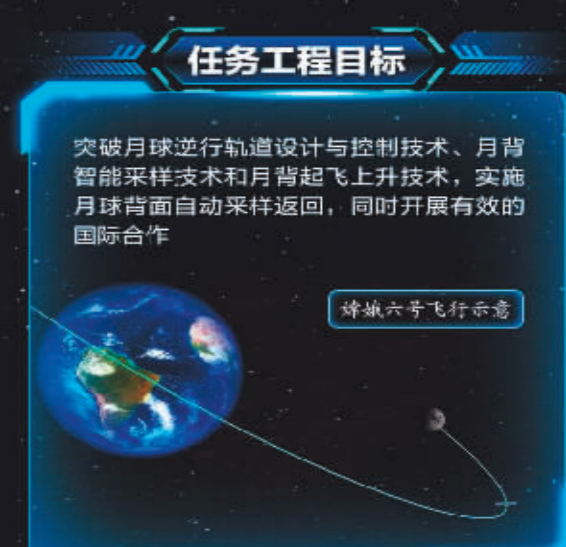 任务工程目标
突破月球逆行轨道设计与控制技术、月背
智能采样技术和月背起飞上升技术，实施
月球背面自动采样返回，同时开展有效的
国际合作
嫦娥六号飞行示意